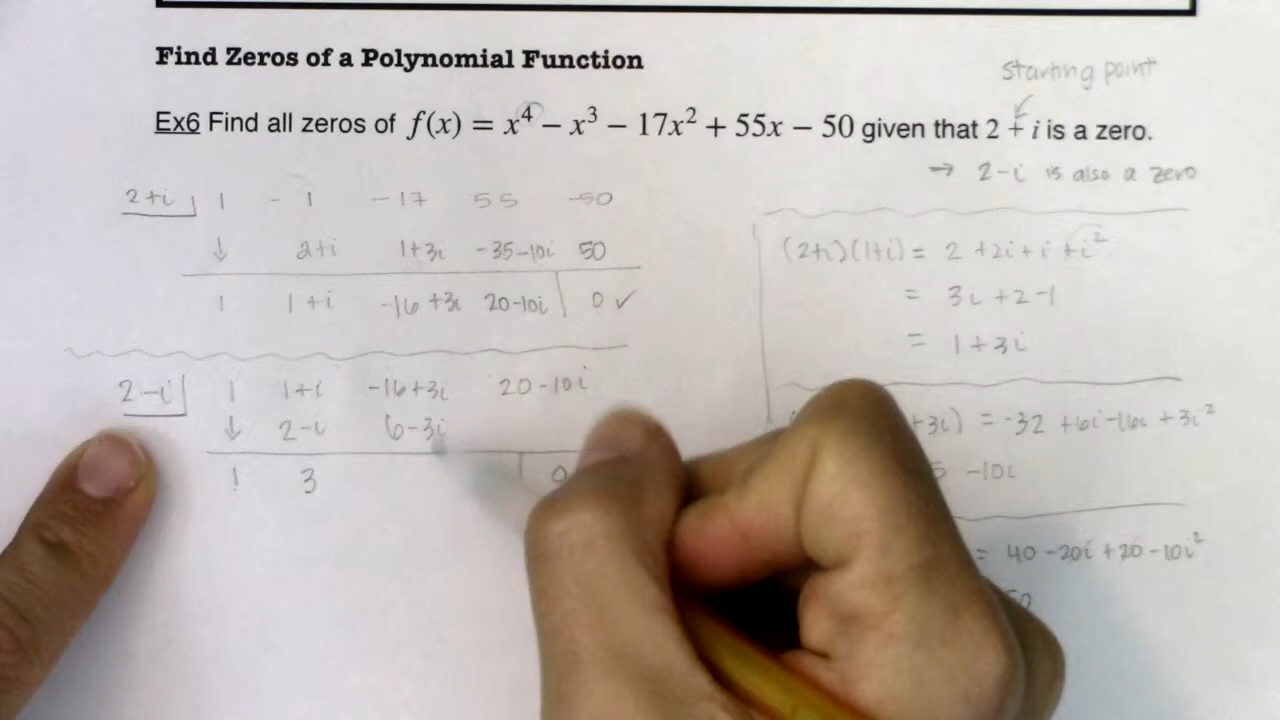 Find Zeros of a Polynomial Function
starting point
Ex6 Find all zeros of f(x) = x⁴ − x³ − 17x² + 55x − 50 given that 2 + i is a zero.
→ 2-i is also a zero
2+i | 1 -1 -17 55 -50
↓ 2+i 1+3i -35-10i 50
1 1+i -16+3i 20-10i | 0 ✓
(2+i)(1+i) = 2 + 2i + i + i²
= 3i + 2 - 1
= 1 + 3i
2-i | 1 1+i -16+3i 20-10i
↓ 2-i 6-3i
1 3 | 0
+3i) = -32 + 6i - 16i + 3i²
-10i
= 40 - 20i + 20 - 10i²